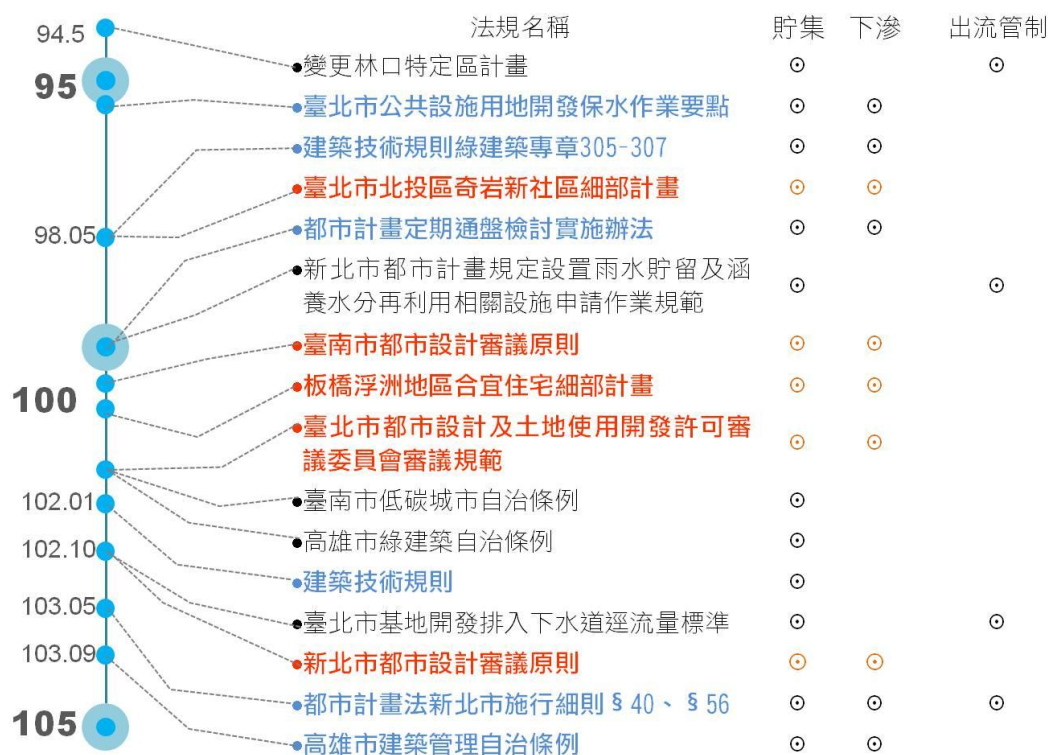 法規名稱 貯集 下滲 出流管制
94.5
●變更林口特定區計畫 ⊙ ⊙
95
●臺北市公共設施用地開發保水作業要點 ⊙ ⊙
●建築技術規則綠建築專章305-307 ⊙ ⊙
●臺北市北投區奇岩新社區細部計畫 ⊙ ⊙
98.05
●都市計畫定期通盤檢討實施辦法 ⊙ ⊙
●新北市都市計畫規定設置雨水貯留及涵
養水分再利用相關設施申請作業規範 ⊙ ⊙
●臺南市都市設計審議原則 ⊙ ⊙
100
●板橋浮洲地區合宜住宅細部計畫 ⊙ ⊙
●臺北市都市設計及土地使用開發許可審
議委員會審議規範 ⊙ ⊙
102.01
●臺南市低碳城市自治條例 ⊙
●高雄市綠建築自治條例 ⊙
102.10
●建築技術規則 ⊙
103.05
●臺北市基地開發排入下水道逕流量標準 ⊙ ⊙
103.09
●新北市都市設計審議原則 ⊙ ⊙
●都市計畫法新北市施行細則§40、§56 ⊙ ⊙ ⊙
105
●高雄市建築管理自治條例 ⊙ ⊙